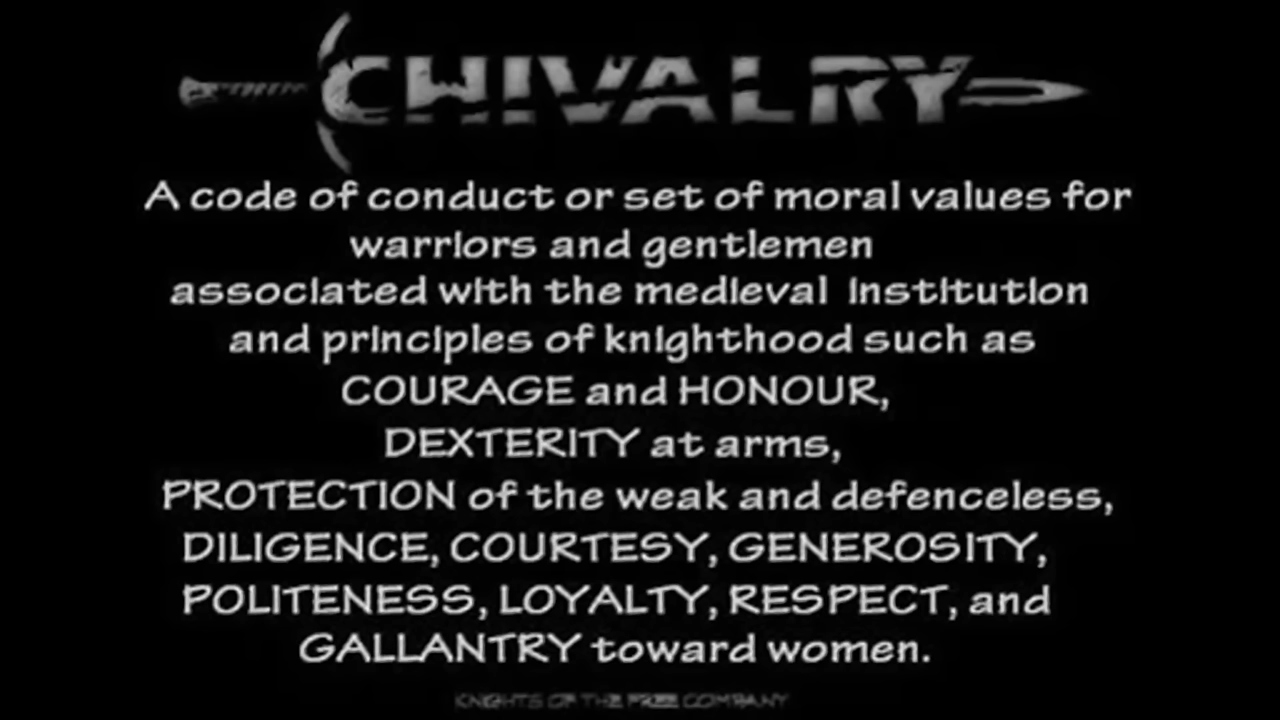 CHIVALRY
A code of conduct or set of moral values for
warriors and gentlemen
associated with the medieval institution
and principles of knighthood such as
COURAGE and HONOUR,
DEXTERITY at arms,
PROTECTION of the weak and defenceless,
DILIGENCE, COURTESY, GENEROSITY,
POLITENESS, LOYALTY, RESPECT, and
GALLANTRY toward women.
KNIGHTS OF THE FREE COMPANY